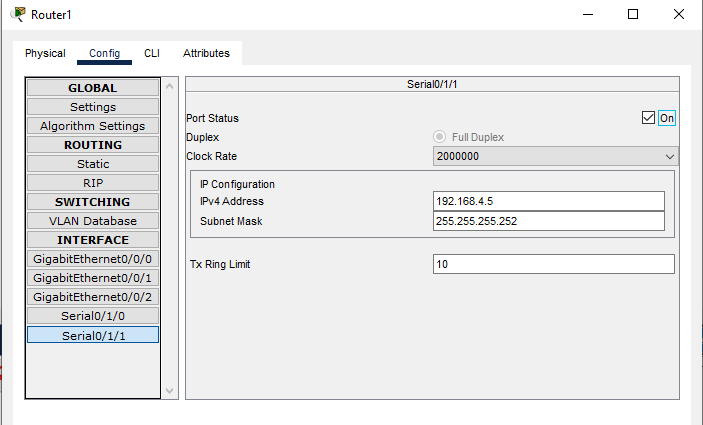 Router1
Physical Config CLI Attributes
GLOBAL
Settings
Algorithm Settings
ROUTING
Static
RIP
SWITCHING
VLAN Database
INTERFACE
GigabitEthernet0/0/0
GigabitEthernet0/0/1
GigabitEthernet0/0/2
Serial0/1/0
Serial0/1/1
Serial0/1/1
Port Status On
Duplex Full Duplex
Clock Rate 2000000
IP Configuration
IPv4 Address 192.168.4.5
Subnet Mask 255.255.255.252
Tx Ring Limit 10